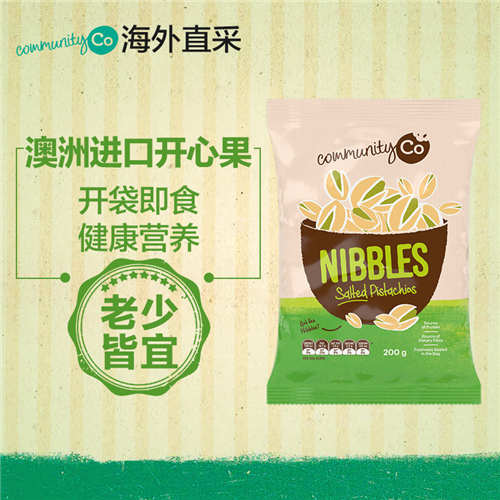 community Co 海外直采
澳洲进口开心果
开袋即食
健康营养
老少
皆宜
community Co
NIBBLES
Salted Pistachios
200 g